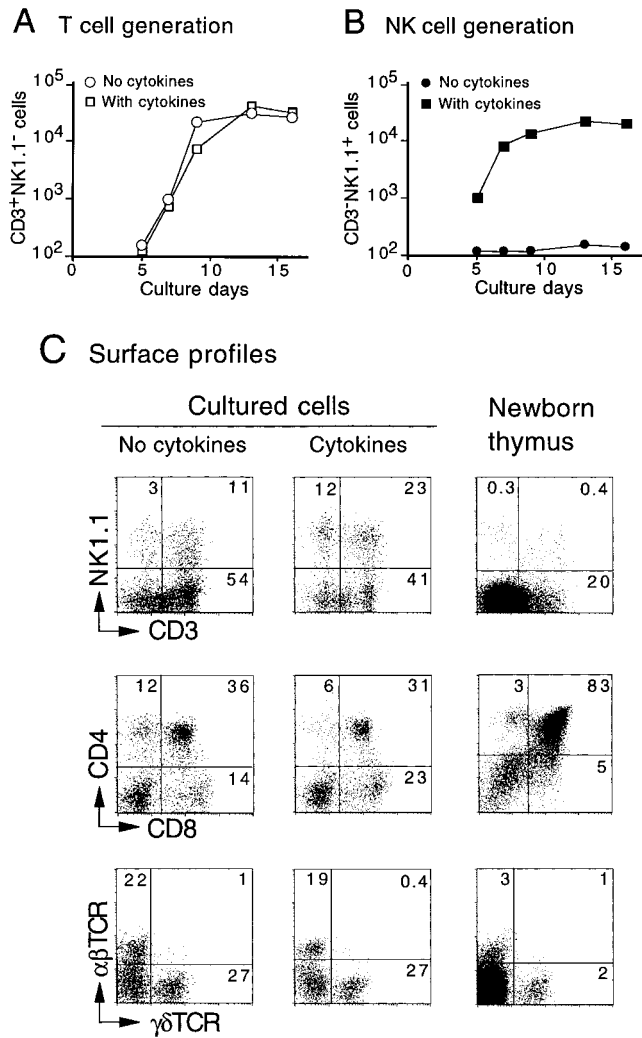 A T cell generation
No cytokines
With cytokines
CD3+NK1.1- cells
10^5
10^4
10^3
10^2
0 5 10 15
Culture days
B NK cell generation
No cytokines
With cytokines
CD3-NK1.1+ cells
10^5
10^4
10^3
10^2
0 5 10 15
Culture days
C Surface profiles
Cultured cells
Newborn thymus
No cytokines
Cytokines
3 11
54
12 23
41
0.3 0.4
20
NK1.1
CD3
12 36
14
6 31
23
3 83
5
CD4
CD8
22 1
27
19 0.4
27
3 1
2
αβTCR
γδTCR